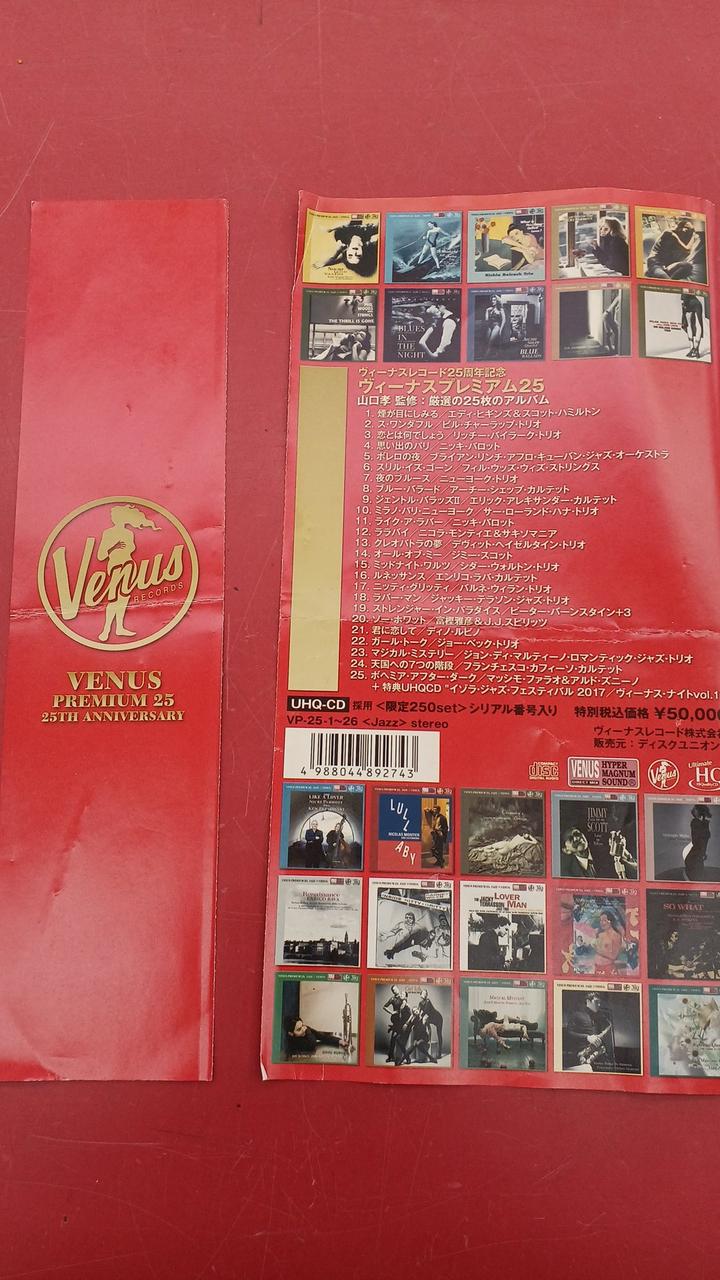 Venus
RECORDS
VENUS
PREMIUM 25
25TH ANNIVERSARY
THE THRILL IS GONE
BLUES
IN
THE
NIGHT
BLUE
BALLADS
ヴィーナスレコード25周年記念
ヴィーナスプレミアム25
山口孝 監修：厳選の25枚のアルバム
1. 煙が目にしみる／エディ・ヒギンズ＆スコット・ハミルトン
2. ス・ワンダフル／ビル・チャーラップ・トリオ
3. 恋とは何でしょう／リッチー・バイラーク・トリオ
4. 思い出のパリ／ニッキ・パロット
5. ボレロの夜／ブライアン・リンチ・アフロ・キューバン・ジャズ・オーケストラ
6. スリル・イズ・ゴーン／フィル・ウッズ・ウィズ・ストリングス
7. 夜のブルース／ニューヨーク・トリオ
8. ブルー・バラード／アーチー・シェップ・カルテット
9. ジェントル・バラッズII／エリック・アレキサンダー・カルテット
10. ミラノ・パリ・ニューヨーク／サー・ローランド・ハナ・トリオ
11. ライク・ア・ラバー／ニッキ・パロット
12. ララバイ／ニコラ・モンティエ＆サキソマニア
13. クレオパトラの夢／デヴィット・ヘイゼルタイン・トリオ
14. オール・オブ・ミー／ジミー・スコット
15. ミッドナイト・ワルツ／シダー・ウォルトン・トリオ
16. ルネッサンス／エンリコ・ラバ・カルテット
17. ニッティ・グリッティ／バルネ・ウィラン・トリオ
18. ラバー・マン／ジャッキー・テラソン・ジャズ・トリオ
19. ストレンジャー・イン・パラダイス／ピーター・バーンスタイン+3
20. ソー・ホワット／富樫雅彦＆J.J.スピリッツ
21. 君に恋して／ディノ・ルビノ
22. ガール・トーク／ジョー・ベック・トリオ
23. マジカル・ミステリー／ジョン・ディ・マルティーノ・ロマンティック・ジャズ・トリオ
24. 天国への7つの階段／フランチェスコ・カフィーソ・カルテット
25. ボヘミア・アフター・ダーク／マッシモ・ファラオ＆アルド・ズニーノ
+ 特典UHQCD “イゾラ・ジャズ・フェスティバル 2017／ヴィーナス・ナイトvol.1
UHQ-CD 採用 <限定250set> シリアル番号入り 特別税込価格 ¥50,000
VP-25-1~26 <Jazz> stereo
ヴィーナスレコード株式会
販売元：ディスクユニオン
4 988044 892743
COMPACT
disc
DIGITAL AUDIO
VENUS HYPER
MAGNUM
SOUND
Venus
Ultimate
HQ
LIKE A LOVER
NICKI PARROTT
LULL
ABY
JIMMY
SCOTT
Renaissance
ENRICO RAVA
LOVER
MAN
SO WHAT